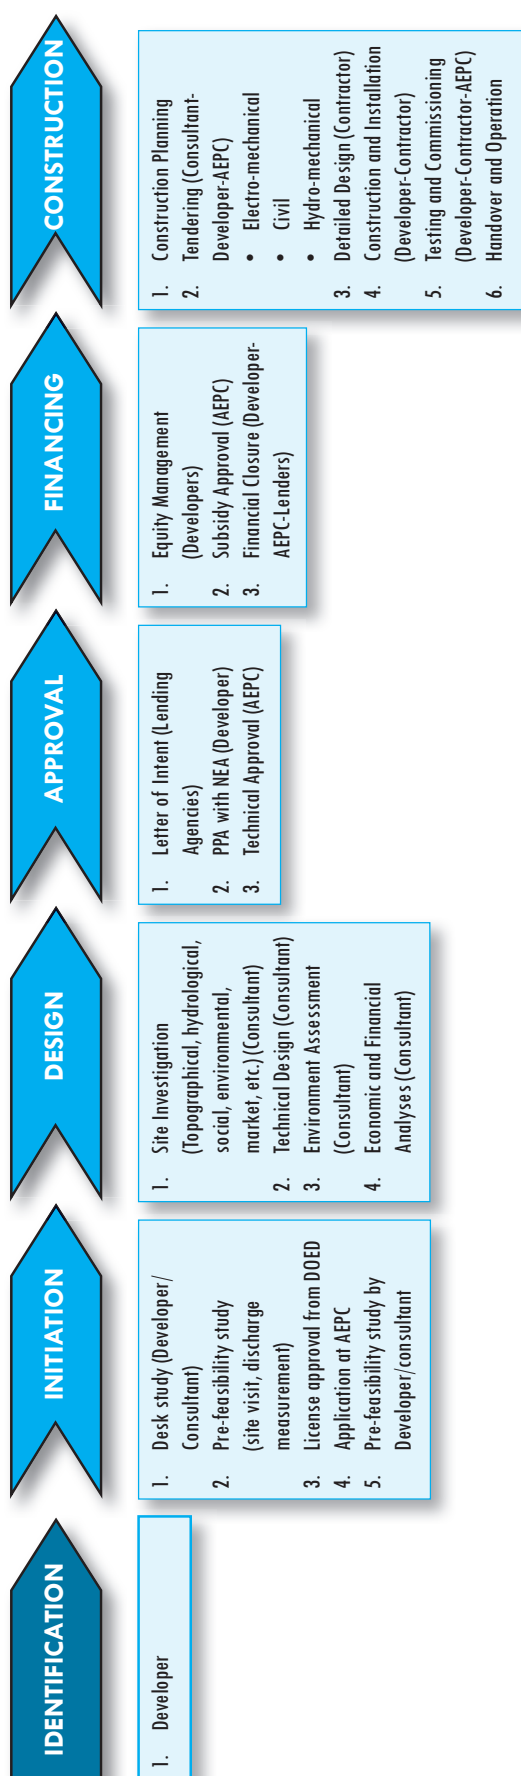 IDENTIFICATION
1. Developer
INITIATION
1. Desk study (Developer/
Consultant)
2. Pre-feasibility study
(site visit, discharge
measurement)
3. License approval from DOED
4. Application at AEPC
5. Pre-feasibility study by
Developer/consultant
DESIGN
1. Site Investigation
(Topographical, hydrological,
social, environmental,
market, etc.) (Consultant)
2. Technical Design (Consultant)
3. Environment Assessment
(Consultant)
4. Economic and Financial
Analyses (Consultant)
APPROVAL
1. Letter of Intent (Lending
Agencies)
2. PPA with NEA (Developer)
3. Technical Approval (AEPC)
FINANCING
1. Equity Management
(Developers)
2. Subsidy Approval (AEPC)
3. Financial Closure (Developer-
AEPC-Lenders)
CONSTRUCTION
1. Construction Planning
2. Tendering (Consultant-
Developer-AEPC)
• Electro-mechanical
• Civil
• Hydro-mechanical
3. Detailed Design (Contractor)
4. Construction and Installation
(Developer-Contractor)
5. Testing and Commissioning
(Developer-Contractor-AEPC)
6. Handover and Operation